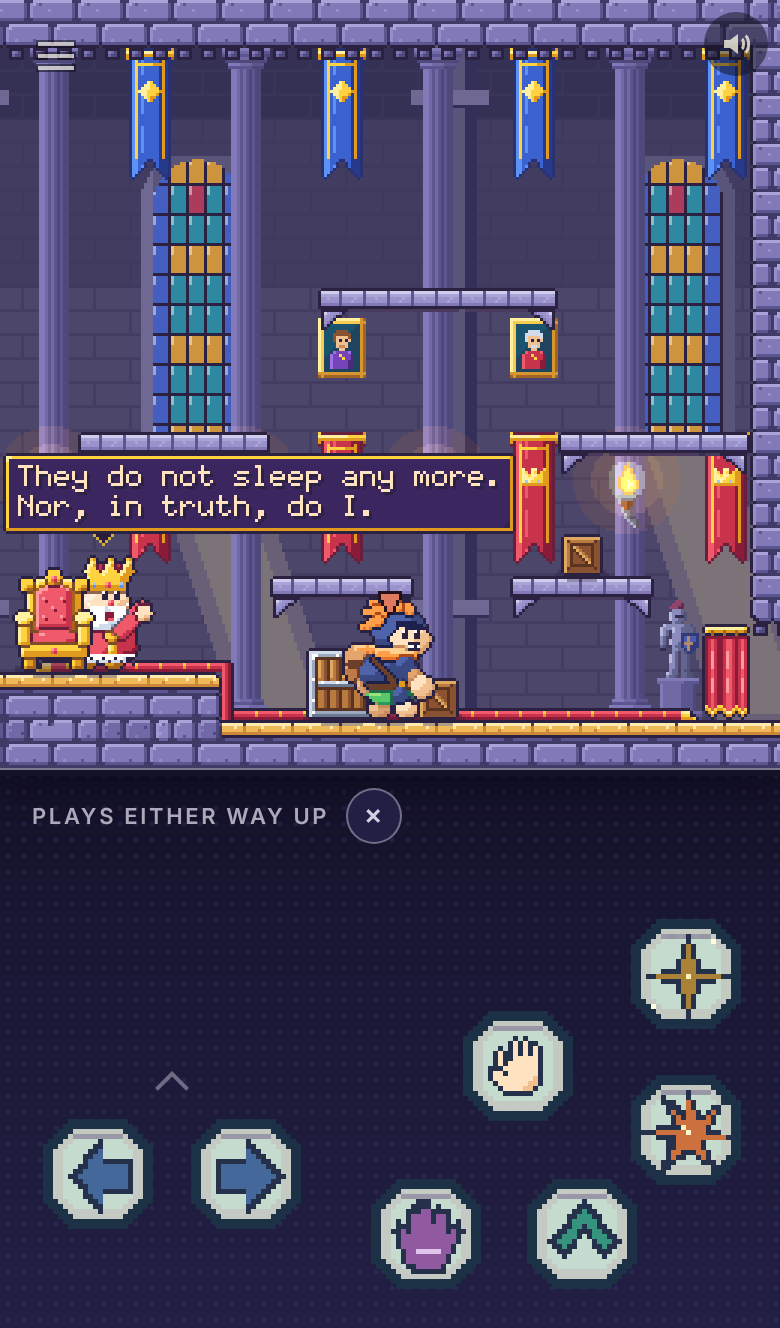 They do not sleep any more.
Nor, in truth, do I.
PLAYS EITHER WAY UP